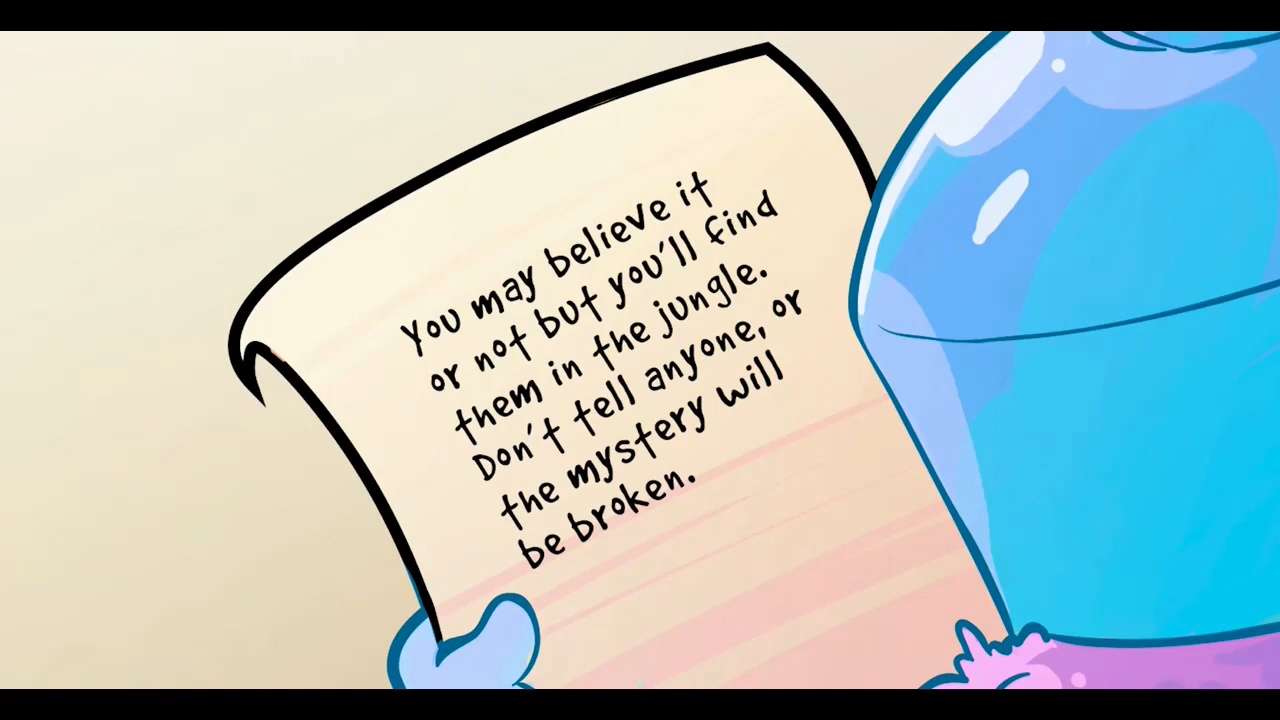 You may believe it
or not but you'll find
them in the jungle.
Don't tell anyone, or
the mystery will
be broken.